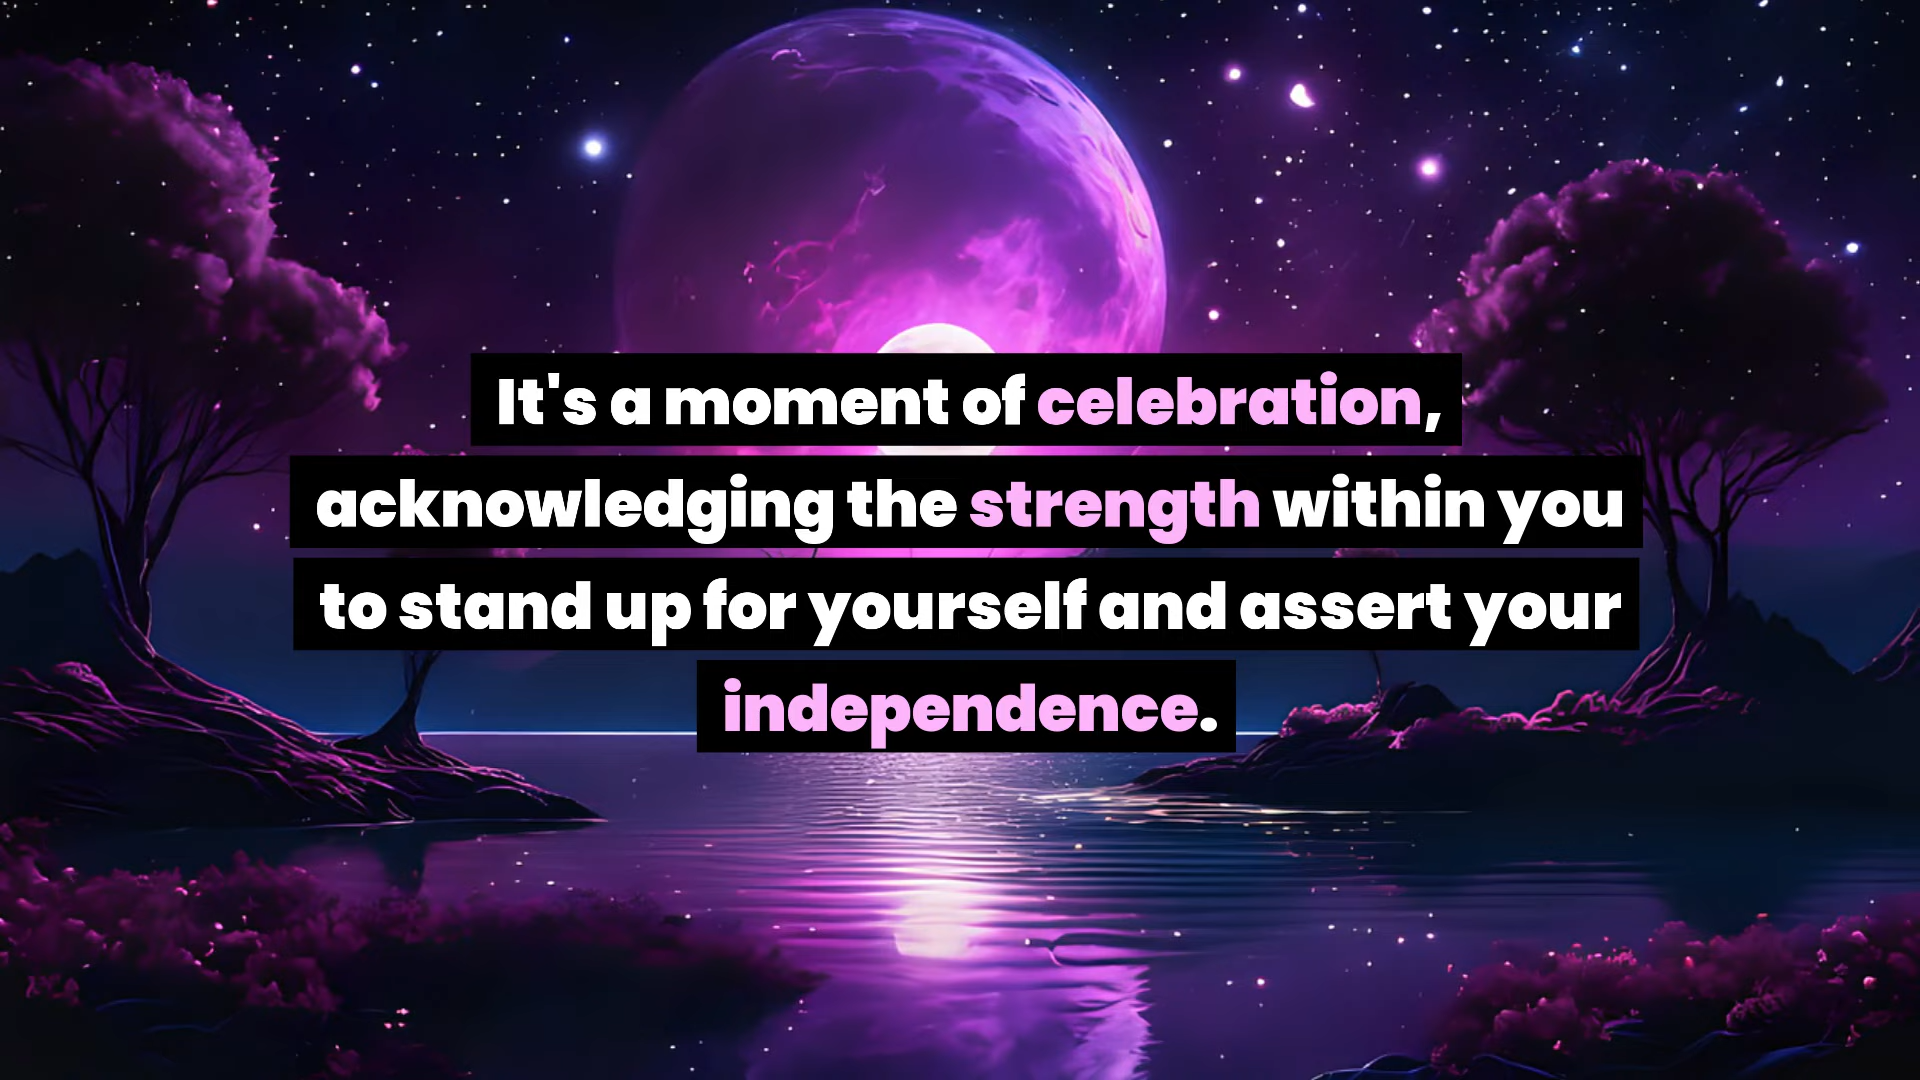 It's a moment of celebration,
acknowledging the strength within you
to stand up for yourself and assert your
independence.